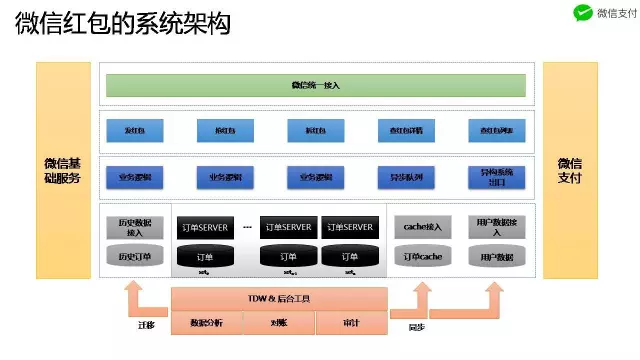 微信红包的系统架构
微信支付
微信基
础服务
微信统一接入
微信
支付
发红包
抢红包
拆红包
查红包详情
查红包列表
业务逻辑
业务逻辑
业务逻辑
异步队列
异构系统
出口
历史数据
接入
订单SERVER
...
订单SERVER
订单SERVER
cache接入
用户数据接
入
历史订单
订单
订单
订单
订单cache
用户数据
TDW & 后台工具
迁移
数据分析
对账
审计
同步